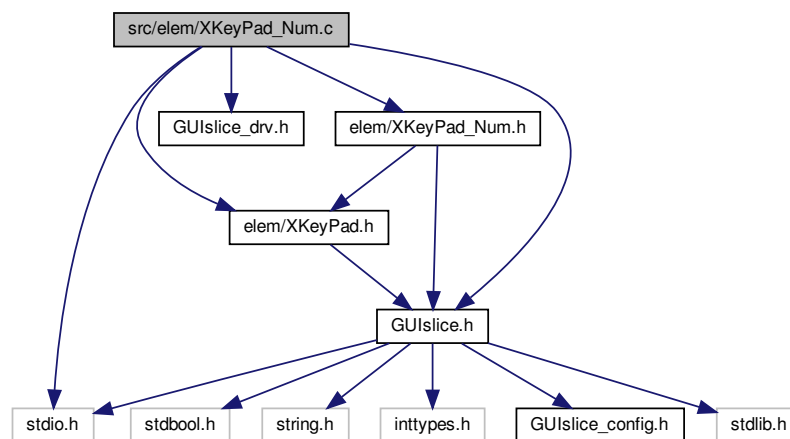 src/elem/XKeyPad_Num.c
GUIslice_drv.h
elem/XKeyPad_Num.h
elem/XKeyPad.h
GUIslice.h
stdio.h
stdbool.h
string.h
inttypes.h
GUIslice_config.h
stdlib.h